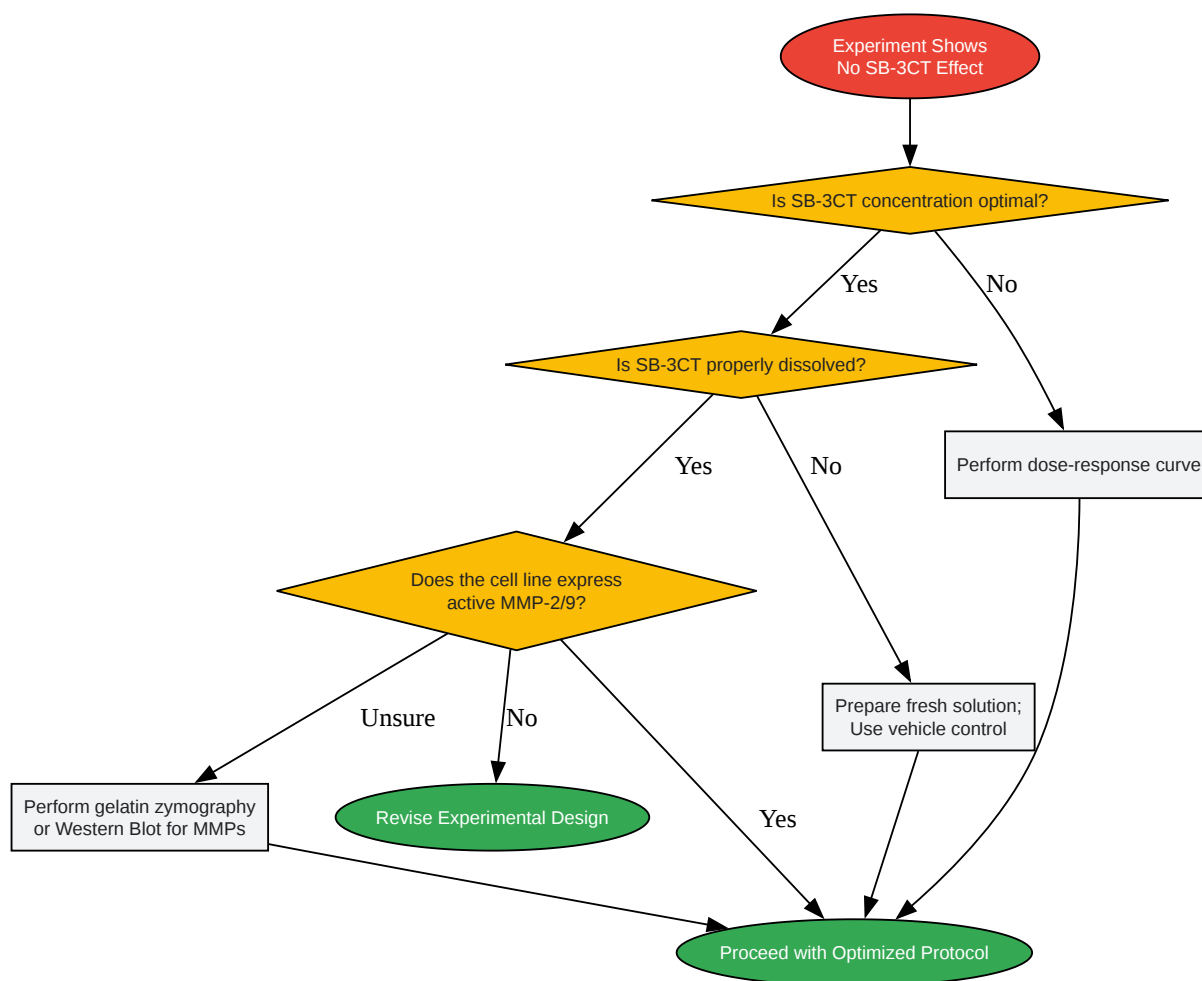 Experiment Shows
No SB-3CT Effect
Is SB-3CT concentration optimal?
Yes
No
Is SB-3CT properly dissolved?
Perform dose-response curve
Yes
No
Does the cell line express
active MMP-2/9?
Unsure
No
Yes
Prepare fresh solution;
Use vehicle control
Perform gelatin zymography
or Western Blot for MMPs
Revise Experimental Design
Proceed with Optimized Protocol